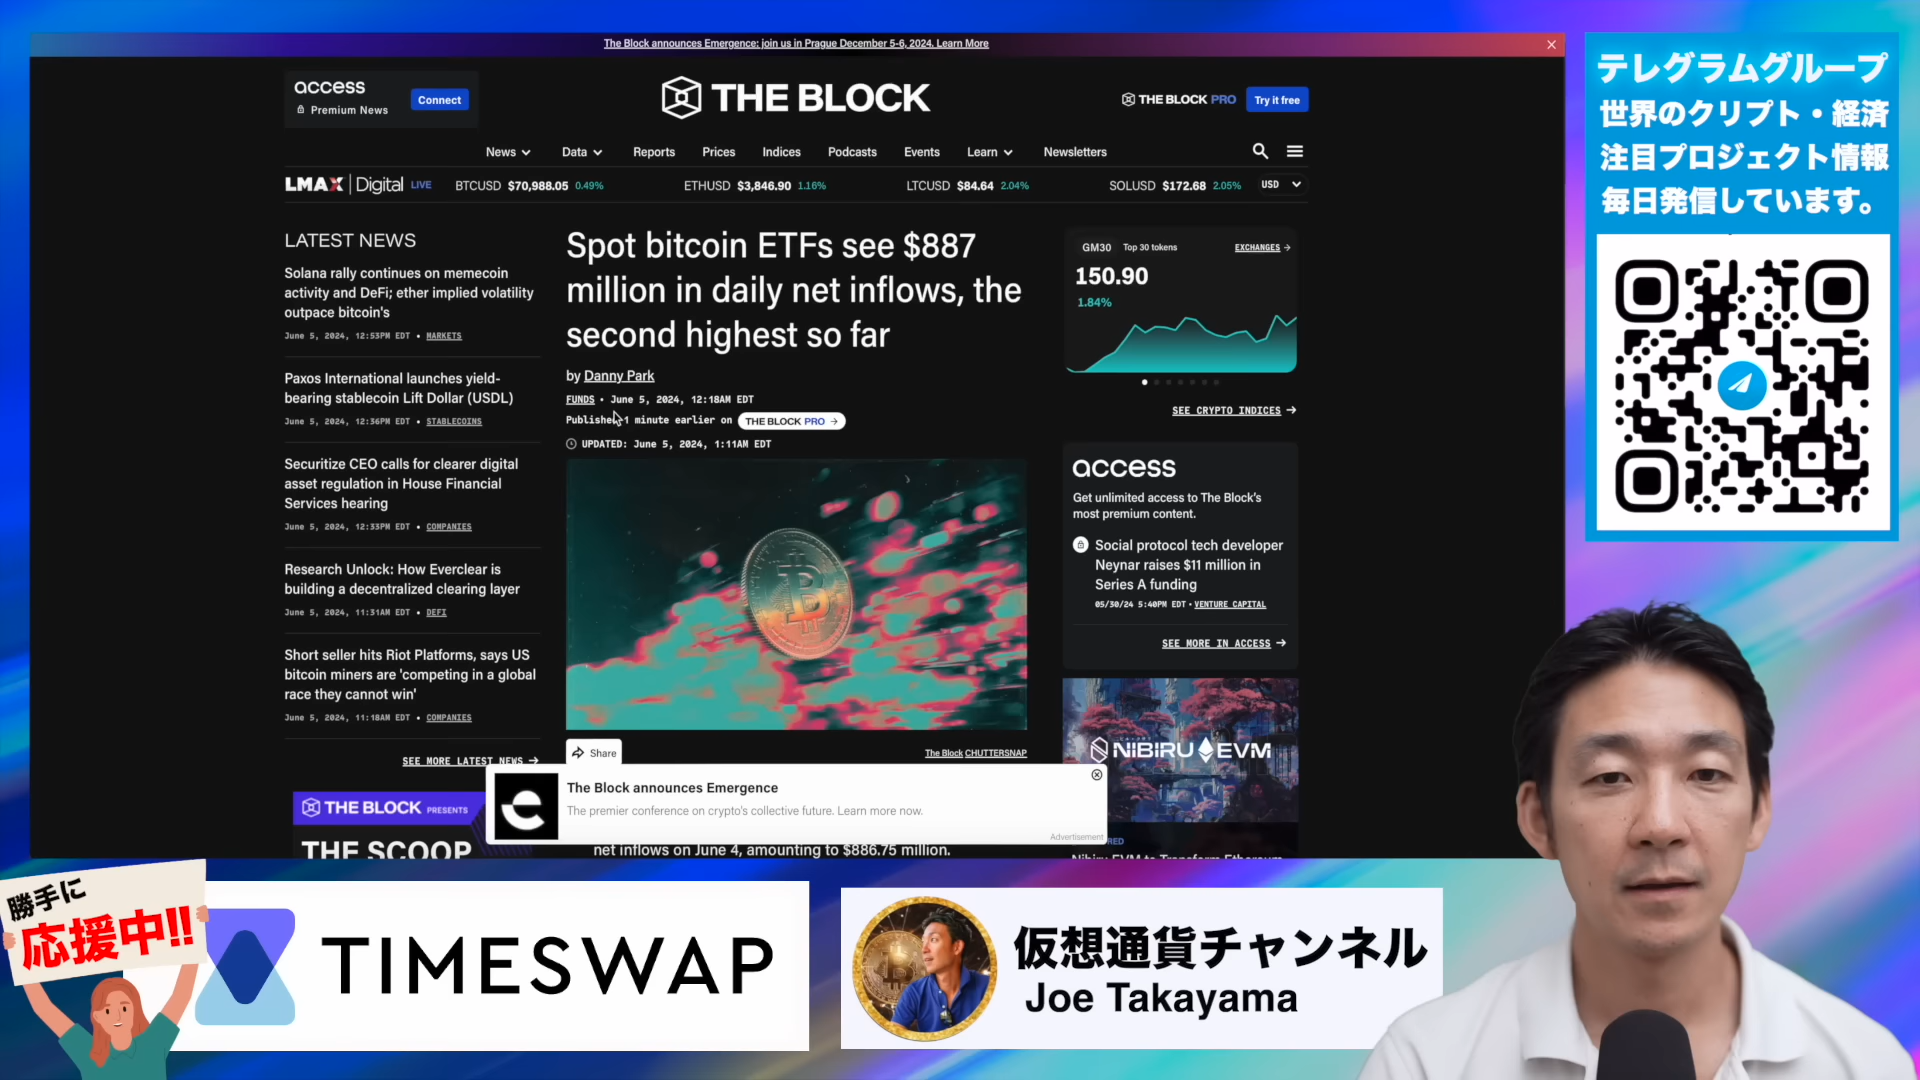 The Block announces Emergence: join us in Prague December 5-6, 2024. Learn More
access
Premium News
Connect
THE BLOCK
THE BLOCK PRO
Try it free
News
Data
Reports
Prices
Indices
Podcasts
Events
Learn
Newsletters
LMAX Digital LIVE
BTCUSD $70,988.05 0.49%
ETHUSD $3,846.90 1.16%
LTCUSD $84.64 2.04%
SOLUSD $172.68 2.05%
USD
LATEST NEWS
Solana rally continues on memecoin
activity and DeFi; ether implied volatility
outpace bitcoin's
June 5, 2024, 12:53PM EDT • MARKETS
Paxos International launches yield-
bearing stablecoin Lift Dollar (USDL)
June 5, 2024, 12:36PM EDT • STABLECOINS
Securitize CEO calls for clearer digital
asset regulation in House Financial
Services hearing
June 5, 2024, 12:33PM EDT • COMPANIES
Research Unlock: How Everclear is
building a decentralized clearing layer
June 5, 2024, 11:31AM EDT • DEFI
Short seller hits Riot Platforms, says US
bitcoin miners are 'competing in a global
race they cannot win'
June 5, 2024, 11:18AM EDT • COMPANIES
SEE MORE LATEST NEWS →
THE BLOCK PRESENTS
THE SCOOP
Spot bitcoin ETFs see $887
million in daily net inflows, the
second highest so far
by Danny Park
FUNDS • June 5, 2024, 12:18AM EDT
Published 1 minute earlier on THE BLOCK PRO →
UPDATED: June 5, 2024, 1:11AM EDT
Share
The Block CHUTTERSNAP
The Block announces Emergence
The premier conference on crypto's collective future. Learn more now.
Advertisement
net inflows on June 4, amounting to $886.75 million.
GM30 Top 30 tokens
EXCHANGES →
150.90
1.84%
SEE CRYPTO INDICES →
access
Get unlimited access to The Block's
most premium content.
Social protocol tech developer
Neynar raises $11 million in
Series A funding
05/30/24 5:40PM EDT • VENTURE CAPITAL
SEE MORE IN ACCESS →
NIBIRU EVM
テレグラムグループ
世界のクリプト・経済
注目プロジェクト情報
毎日発信しています。
勝手に
応援中!!
TIMESWAP
仮想通貨チャンネル
Joe Takayama